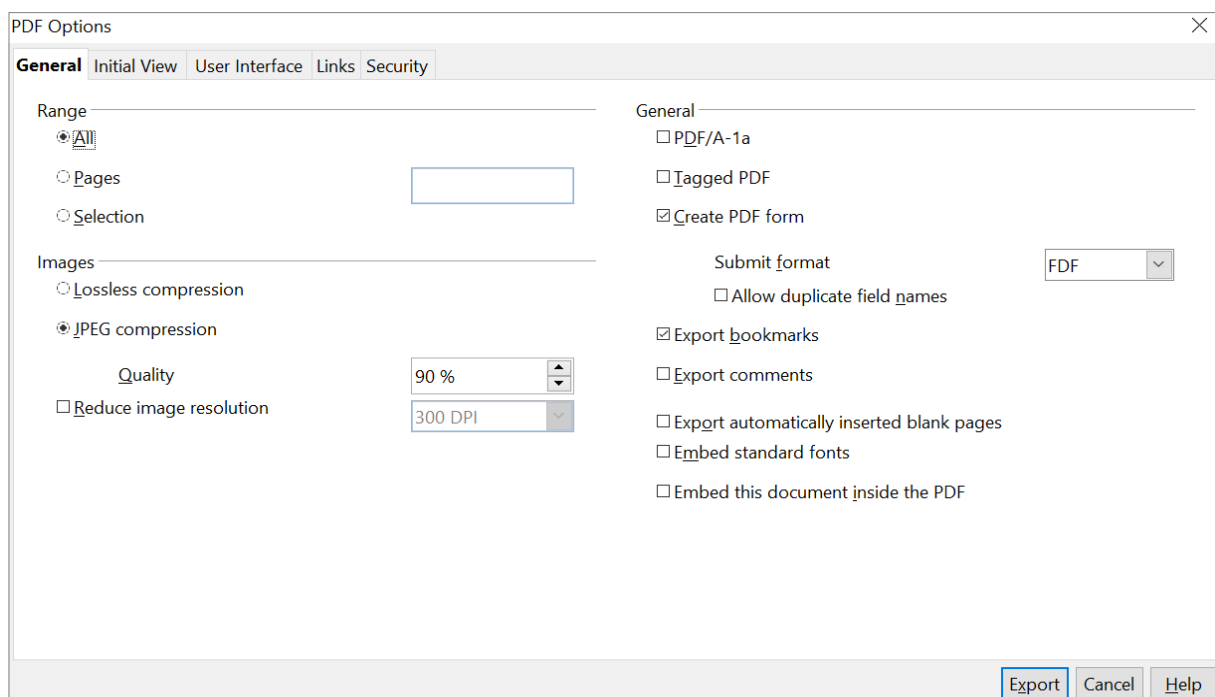 PDF Options
General Initial View User Interface Links Security
Range
All
Pages
Selection
Images
Lossless compression
JPEG compression
Quality 90 %
Reduce image resolution 300 DPI
General
PDF/A-1a
Tagged PDF
Create PDF form
Submit format FDF
Allow duplicate field names
Export bookmarks
Export comments
Export automatically inserted blank pages
Embed standard fonts
Embed this document inside the PDF
Export Cancel Help